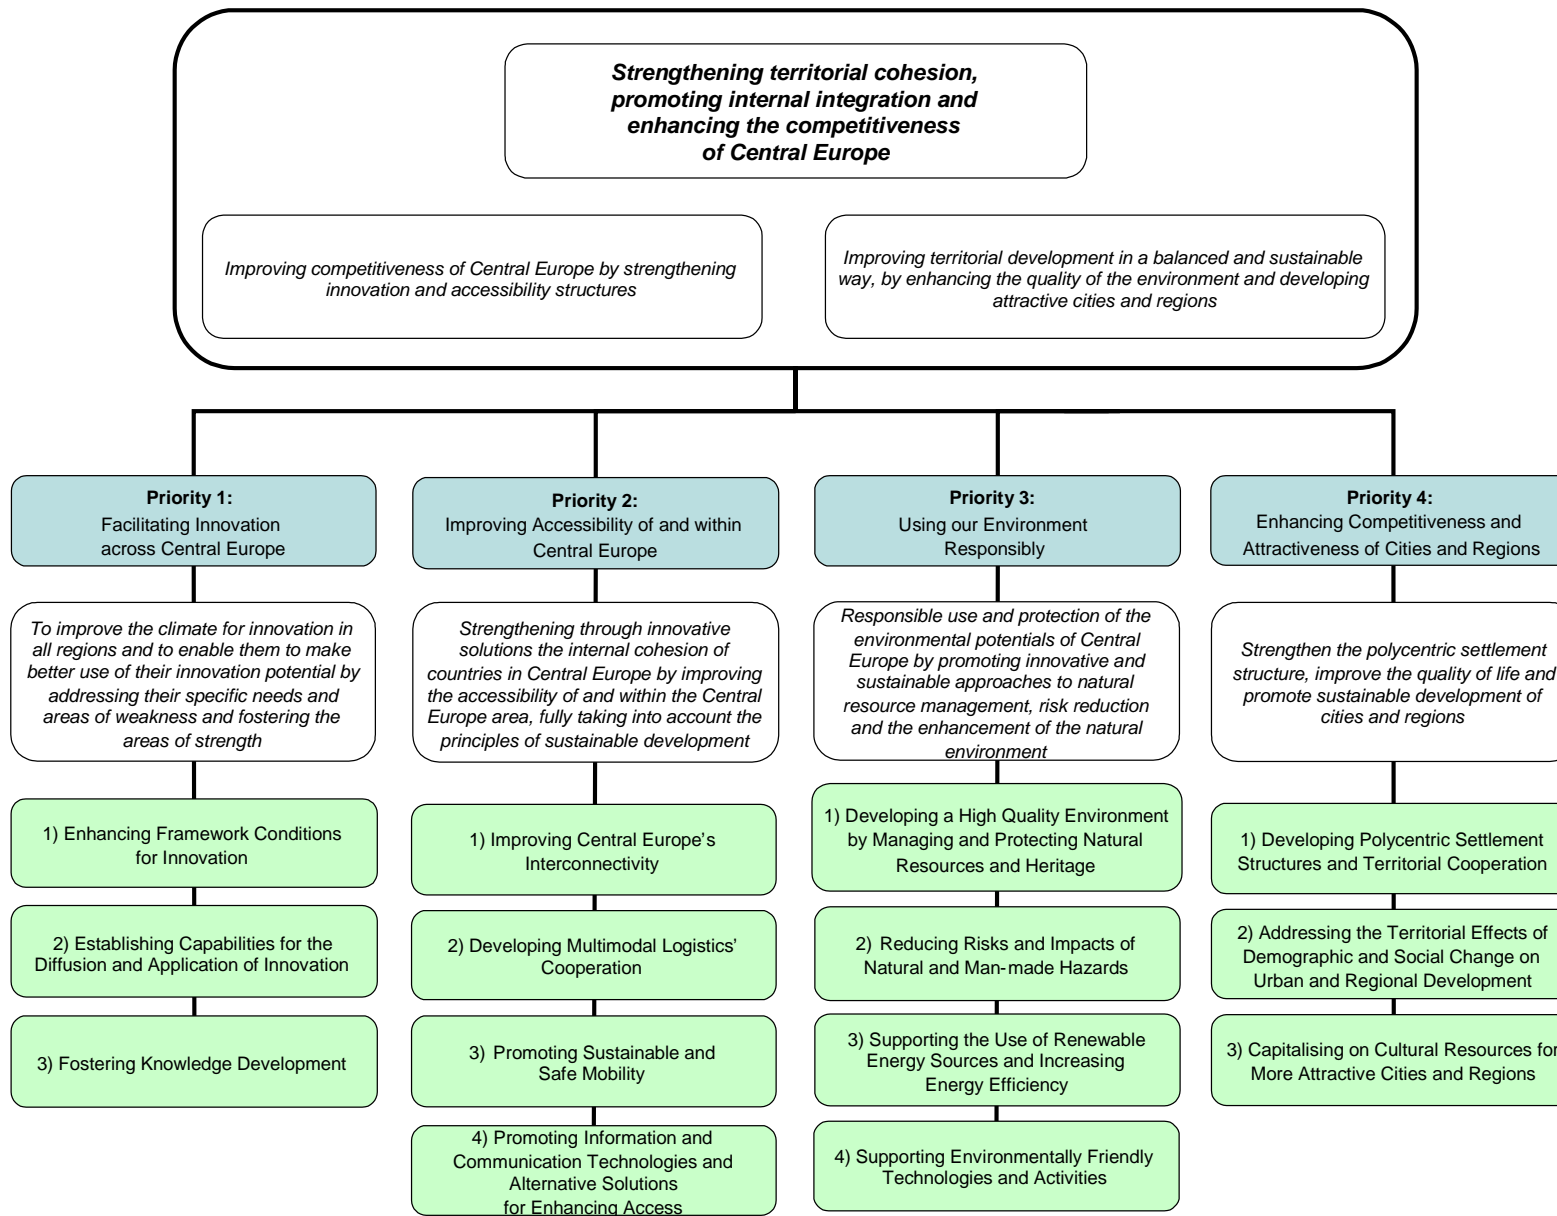 Strengthening territorial cohesion,
promoting internal integration and
enhancing the competitiveness
of Central Europe
Improving competitiveness of Central Europe by strengthening
innovation and accessibility structures
Improving territorial development in a balanced and sustainable
way, by enhancing the quality of the environment and developing
attractive cities and regions
Priority 1:
Facilitating Innovation
across Central Europe
To improve the climate for innovation in
all regions and to enable them to make
better use of their innovation potential by
addressing their specific needs and
areas of weakness and fostering the
areas of strength
1) Enhancing Framework Conditions
for Innovation
2) Establishing Capabilities for the
Diffusion and Application of Innovation
3) Fostering Knowledge Development
Priority 2:
Improving Accessibility of and within
Central Europe
Strengthening through innovative
solutions the internal cohesion of
countries in Central Europe by improving
the accessibility of and within the Central
Europe area, fully taking into account the
principles of sustainable development
1) Improving Central Europe's
Interconnectivity
2) Developing Multimodal Logistics'
Cooperation
3) Promoting Sustainable and
Safe Mobility
4) Promoting Information and
Communication Technologies and
Alternative Solutions
for Enhancing Access
Priority 3:
Using our Environment
Responsibly
Responsible use and protection of the
environmental potentials of Central
Europe by promoting innovative and
sustainable approaches to natural
resource management, risk reduction
and the enhancement of the natural
environment
1) Developing a High Quality Environment
by Managing and Protecting Natural
Resources and Heritage
2) Reducing Risks and Impacts of
Natural and Man-made Hazards
3) Supporting the Use of Renewable
Energy Sources and Increasing
Energy Efficiency
4) Supporting Environmentally Friendly
Technologies and Activities
Priority 4:
Enhancing Competitiveness and
Attractiveness of Cities and Regions
Strengthen the polycentric settlement
structure, improve the quality of life and
promote sustainable development of
cities and regions
1) Developing Polycentric Settlement
Structures and Territorial Cooperation
2) Addressing the Territorial Effects of
Demographic and Social Change on
Urban and Regional Development
3) Capitalising on Cultural Resources for
More Attractive Cities and Regions